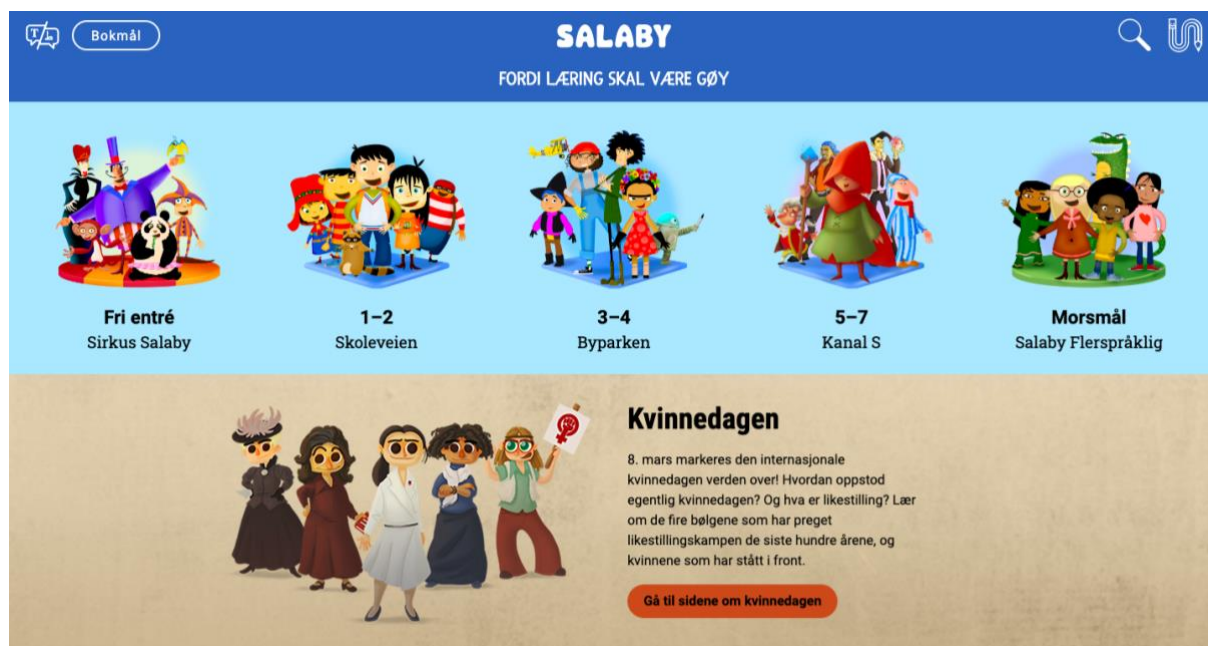 Bokmål
SALABY
FORDI LÆRING SKAL VÆRE GØY
Fri entré
Sirkus Salaby
1–2
Skoleveien
3–4
Byparken
5–7
Kanal S
Morsmål
Salaby Flerspråklig
Kvinnedagen
8. mars markeres den internasjonale
kvinnedagen verden over! Hvordan oppstod
egentlig kvinnedagen? Og hva er likestilling? Lær
om de fire bølgene som har preget
likestillingskampen de siste hundre årene, og
kvinnene som har stått i front.
Gå til sidene om kvinnedagen